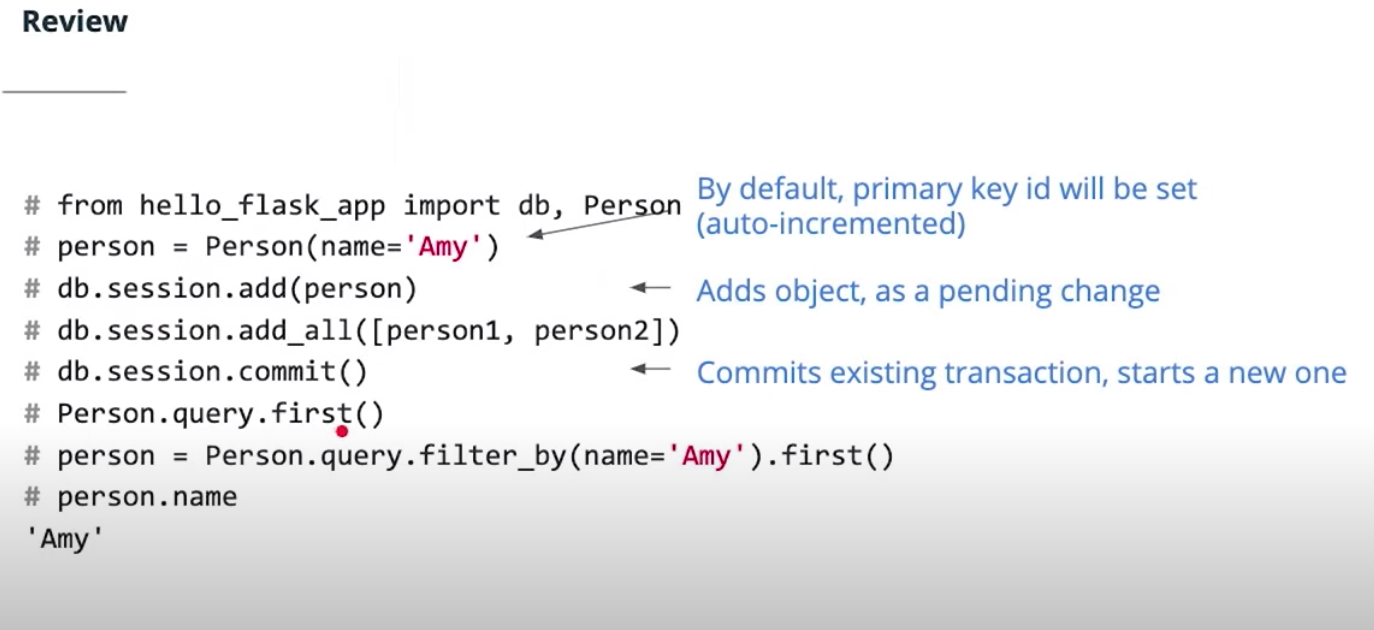 Review
# from hello_flask_app import db, Person
By default, primary key id will be set
(auto-incremented)
# person = Person(name='Amy')
# db.session.add(person)
Adds object, as a pending change
# db.session.add_all([person1, person2])
# db.session.commit()
Commits existing transaction, starts a new one
# Person.query.first()
# person = Person.query.filter_by(name='Amy').first()
# person.name
'Amy'